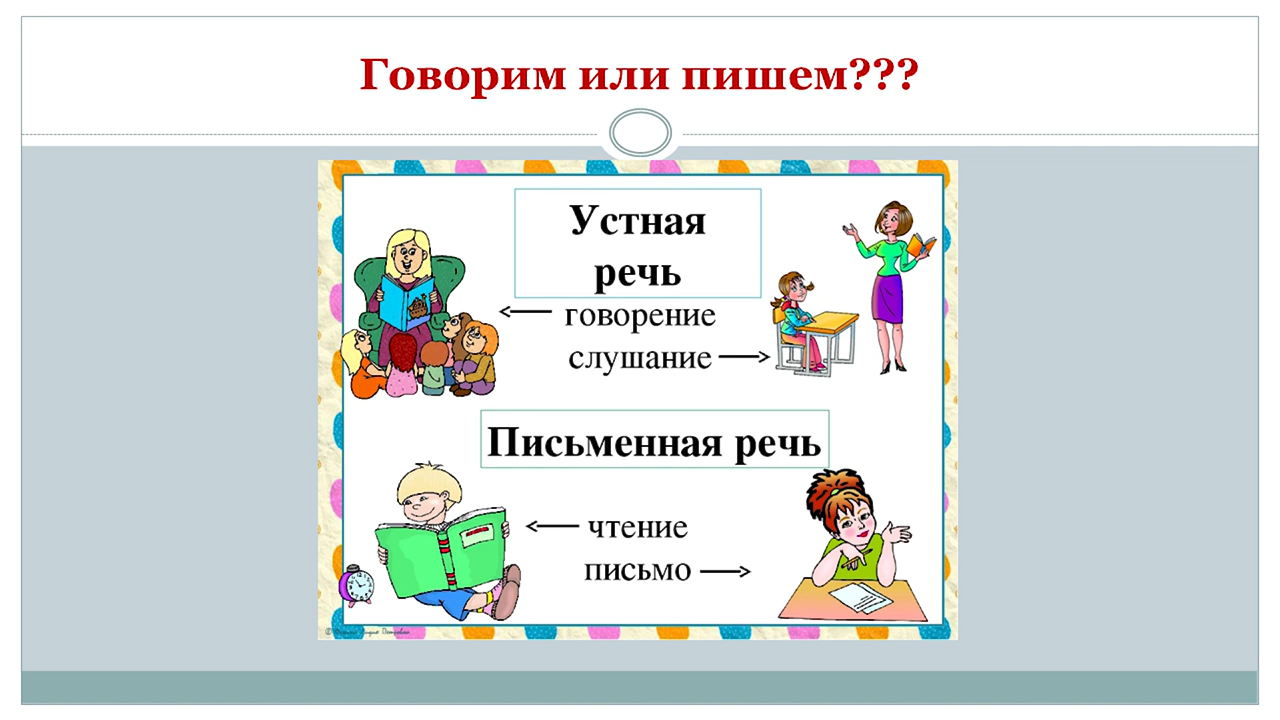 Говорим или пишем???
Устная
речь
говорение
слушание
Письменная речь
чтение
письмо